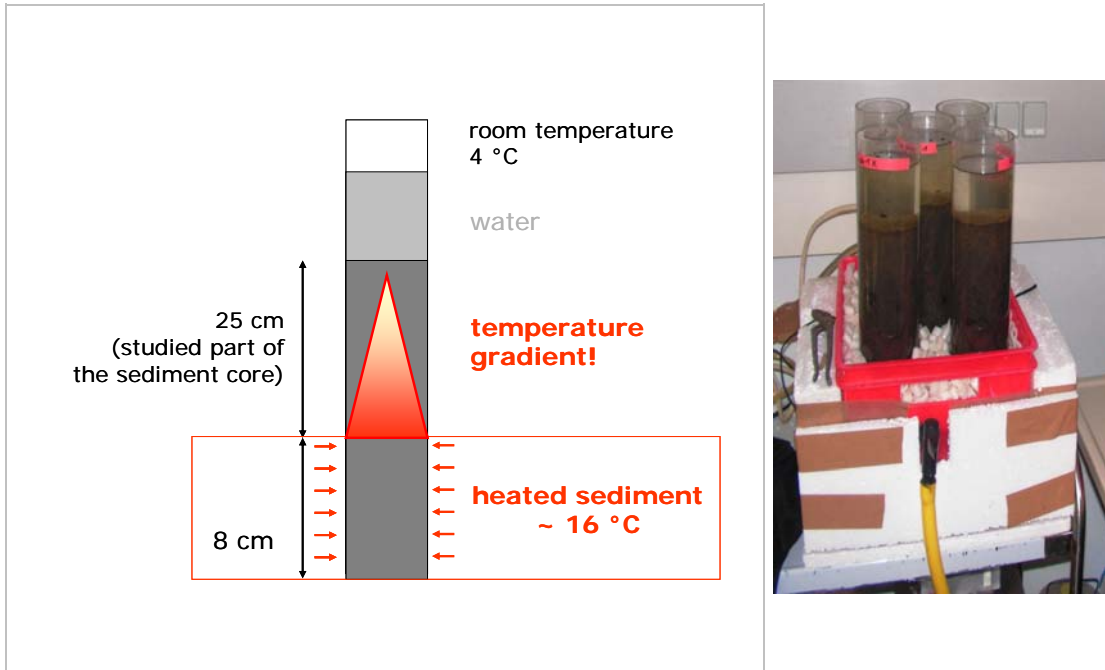 room temperature
4 °C
water
25 cm
(studied part of
the sediment core)
temperature
gradient!
heated sediment
~ 16 °C
8 cm